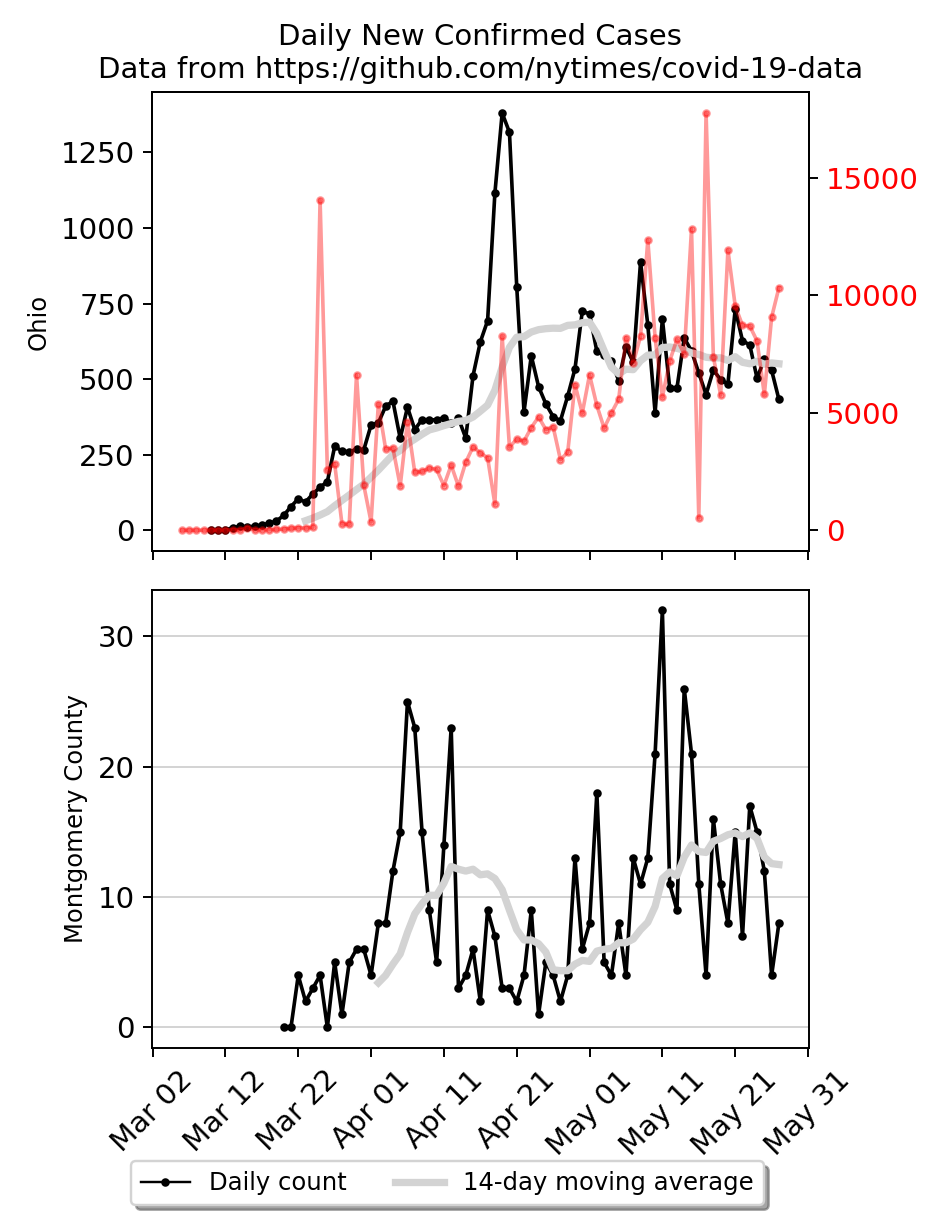 Daily New Confirmed Cases
Data from https://github.com/nytimes/covid-19-data
Ohio
1250
1000
750
500
250
0
15000
10000
5000
0
Montgomery County
30
20
10
0
Mar 02
Mar 12
Mar 22
Apr 01
Apr 11
Apr 21
May 01
May 11
May 21
May 31
Daily count
14-day moving average